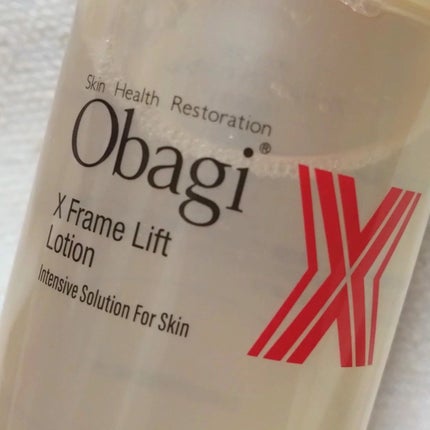 Skin Health Restoration
Obagi®
X Frame Lift
Lotion
Intensive Solution For Skin
X